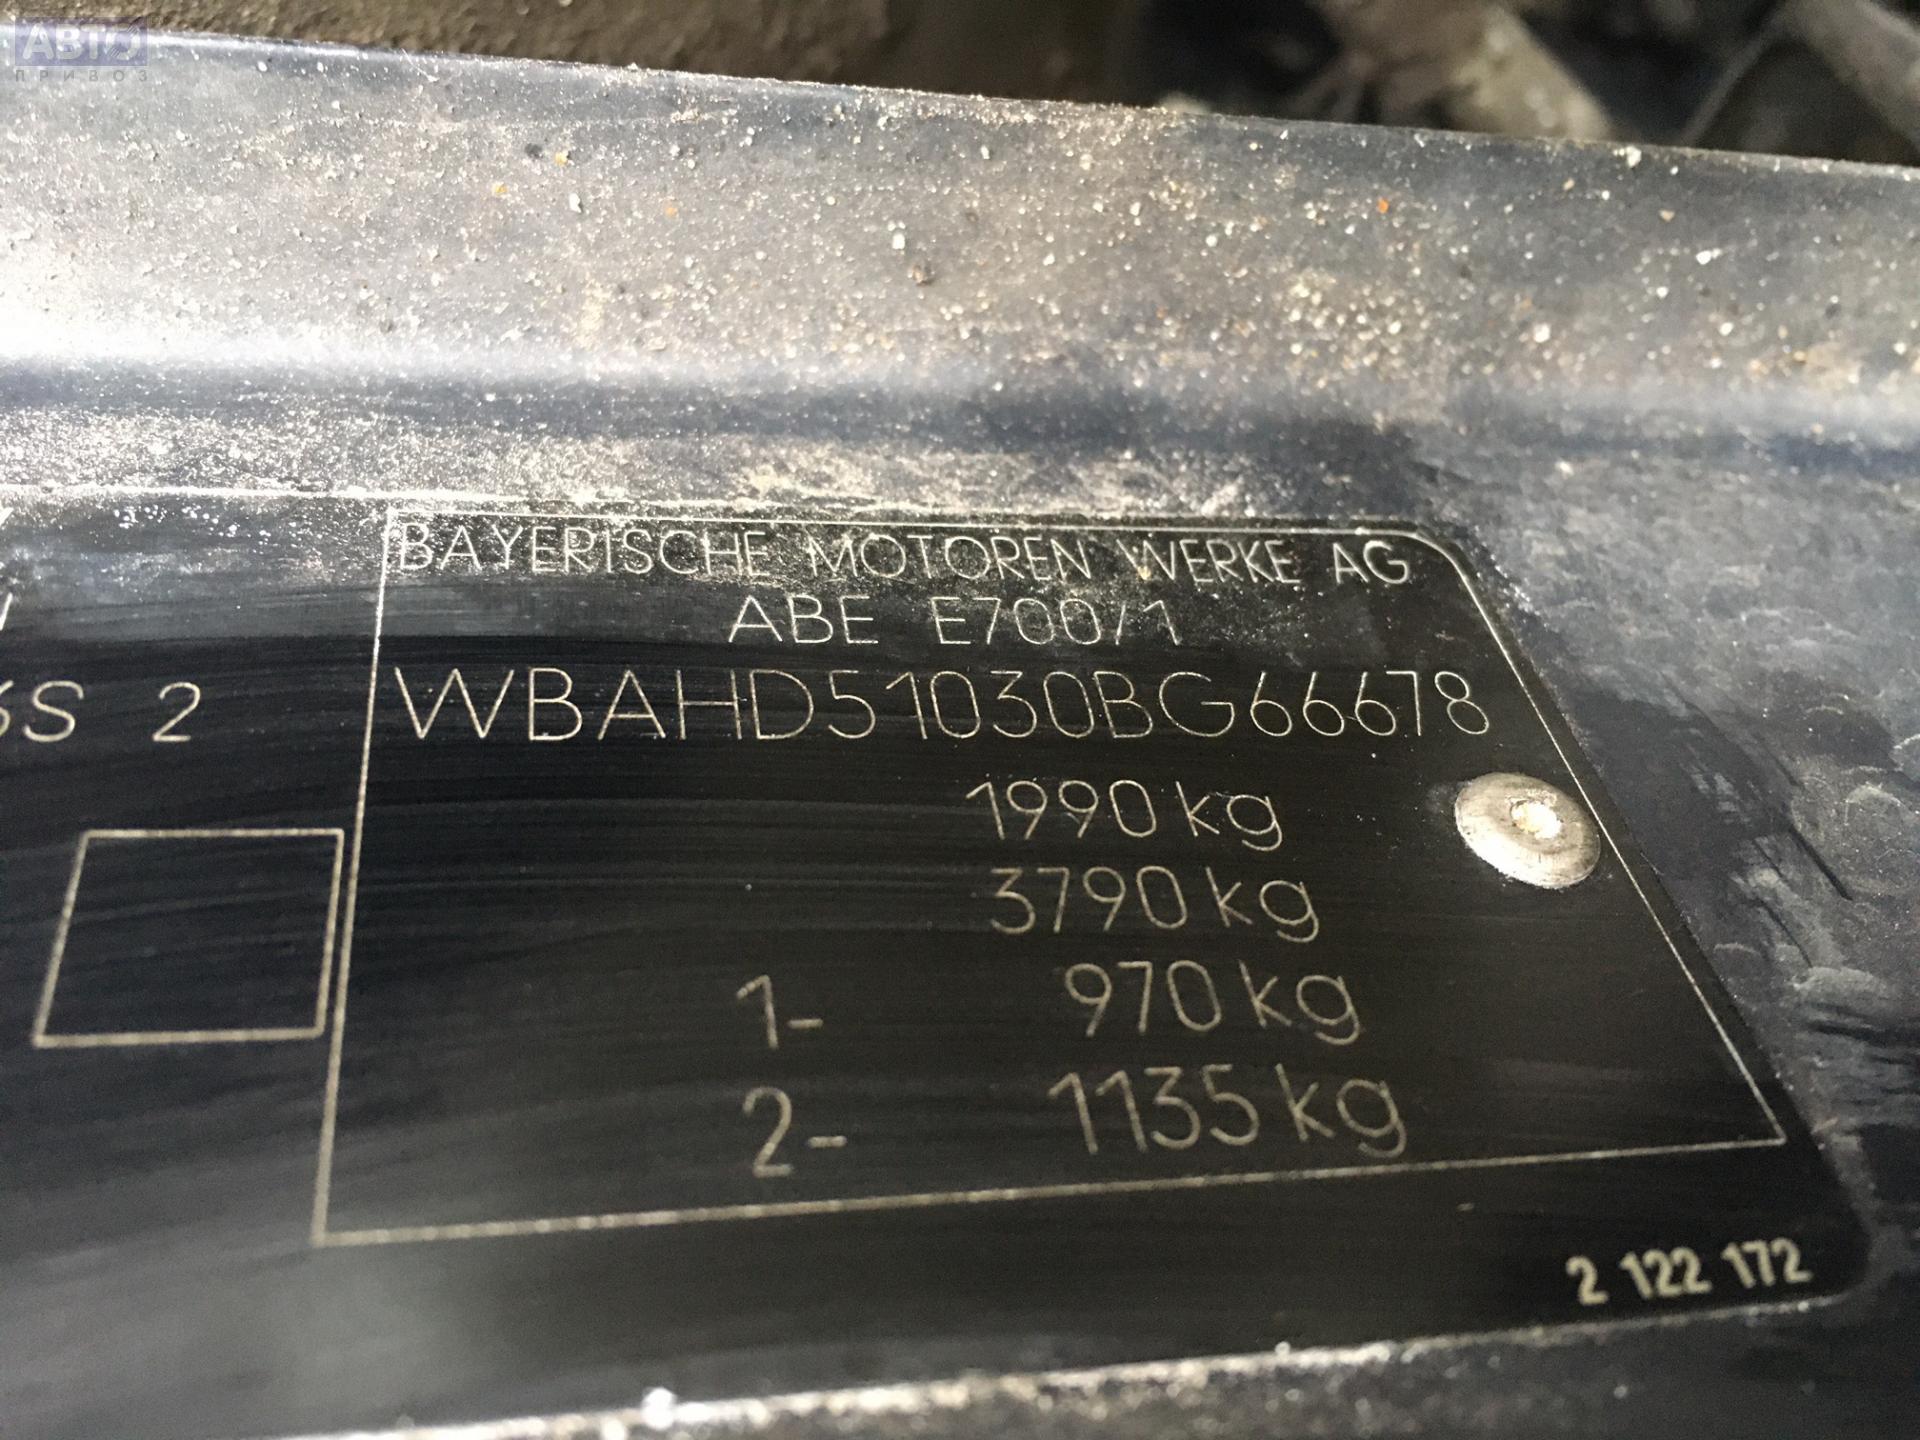 АВТО
ПРИВОЗ
BAYERISCHE MOTOREN WERKE AG
ABE E700/1
WBAHD51030BG66678
6S 2
1990 kg
3790 kg
1- 970 kg
2- 1135 kg
2 122 172